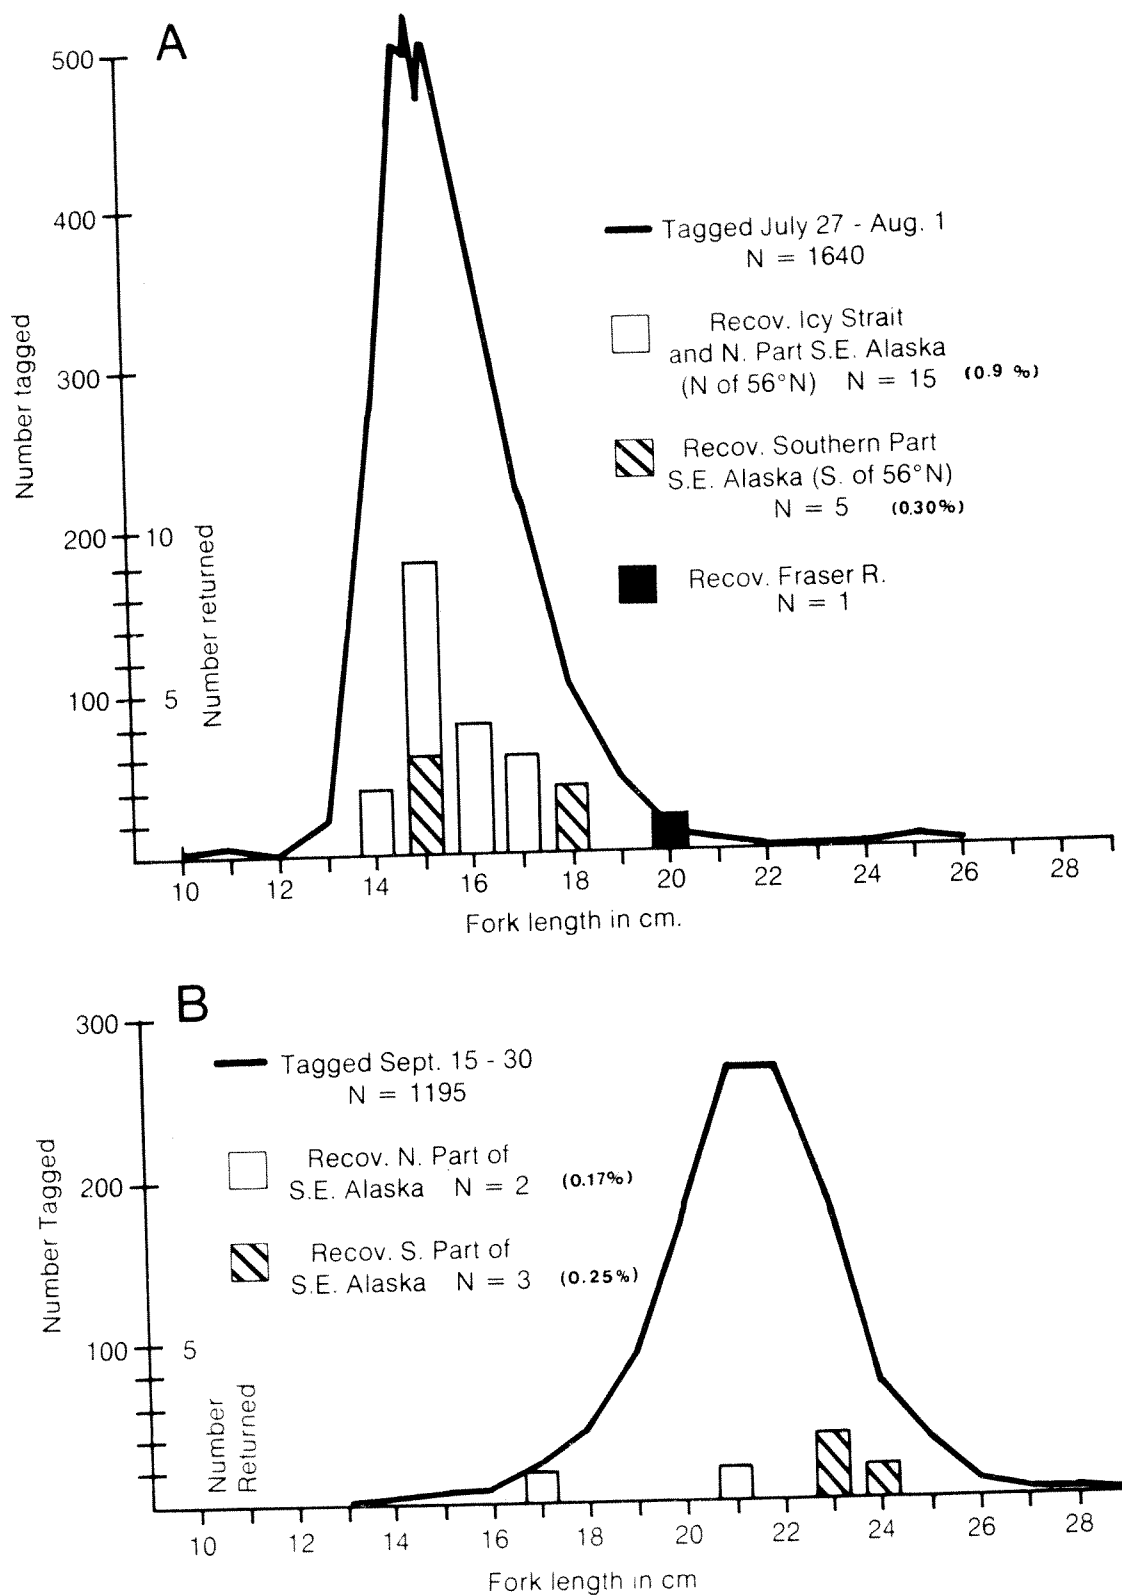 A
500
400
300
200
100
10
5
Number tagged
Number returned
Tagged July 27 - Aug. 1
N = 1640
Recov. Icy Strait
and N. Part S.E. Alaska
(N of 56°N) N = 15 (0.9 %)
Recov. Southern Part
S.E. Alaska (S. of 56°N)
N = 5 (0.30%)
Recov. Fraser R.
N = 1
10 12 14 16 18 20 22 24 26 28
Fork length in cm.
B
300
200
100
5
Number Tagged
Number
Returned
Tagged Sept. 15 - 30
N = 1195
Recov. N. Part of
S.E. Alaska N = 2 (0.17%)
Recov. S. Part of
S.E. Alaska N = 3 (0.25%)
10 12 14 16 18 20 22 24 26 28
Fork length in cm